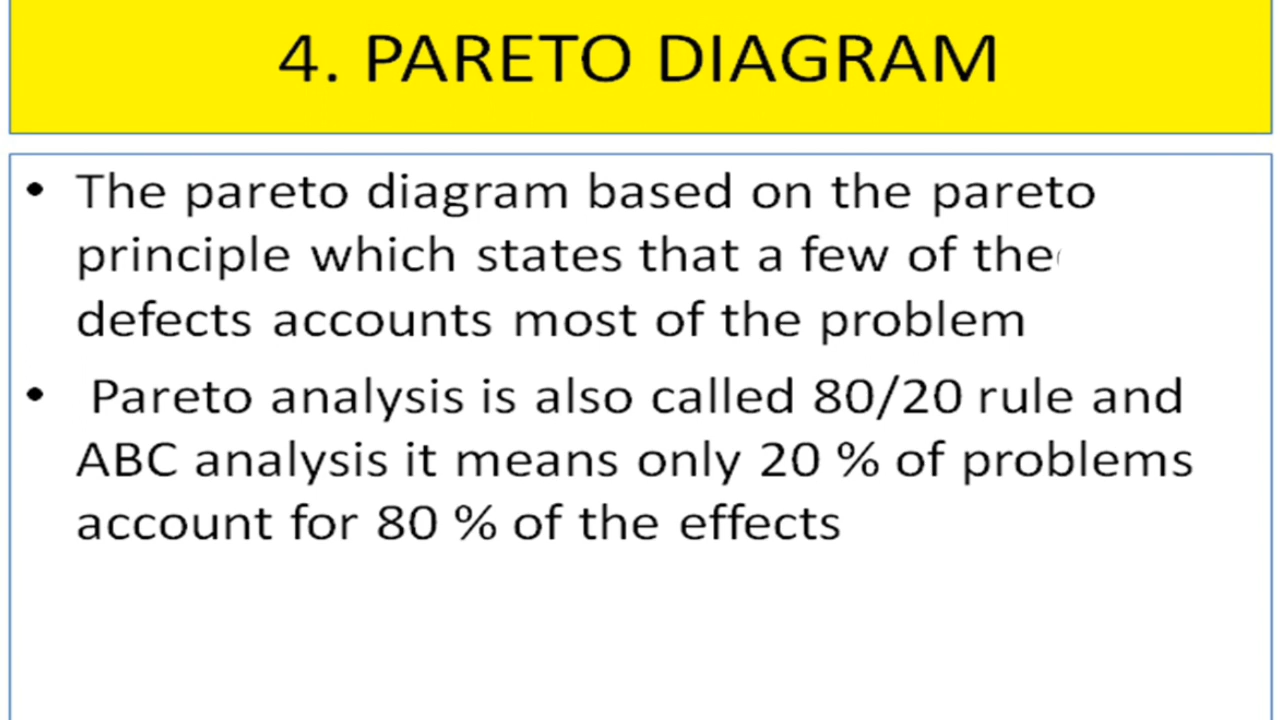 4. PARETO DIAGRAM
• The pareto diagram based on the pareto
principle which states that a few of the
defects accounts most of the problem
• Pareto analysis is also called 80/20 rule and
ABC analysis it means only 20 % of problems
account for 80 % of the effects